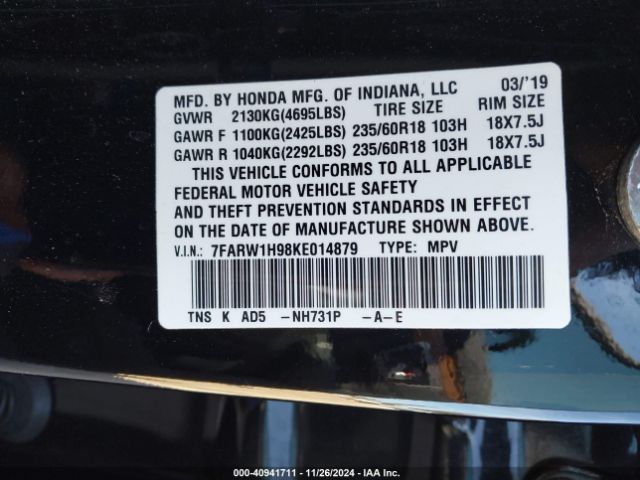 MFD. BY HONDA MFG. OF INDIANA, LLC 03/'19
GVWR 2130KG(4695LBS) TIRE SIZE RIM SIZE
GAWR F 1100KG(2425LBS) 235/60R18 103H 18X7.5J
GAWR R 1040KG(2292LBS) 235/60R18 103H 18X7.5J
THIS VEHICLE CONFORMS TO ALL APPLICABLE
FEDERAL MOTOR VEHICLE SAFETY
AND THEFT PREVENTION STANDARDS IN EFFECT
ON THE DATE OF MANUFACTURE SHOWN ABOVE.
V.I.N.: 7FARW1H98KE014879 TYPE: MPV
TNS K AD5 -NH731P -A-E
000-40941711 - 11/26/2024 - IAA Inc.